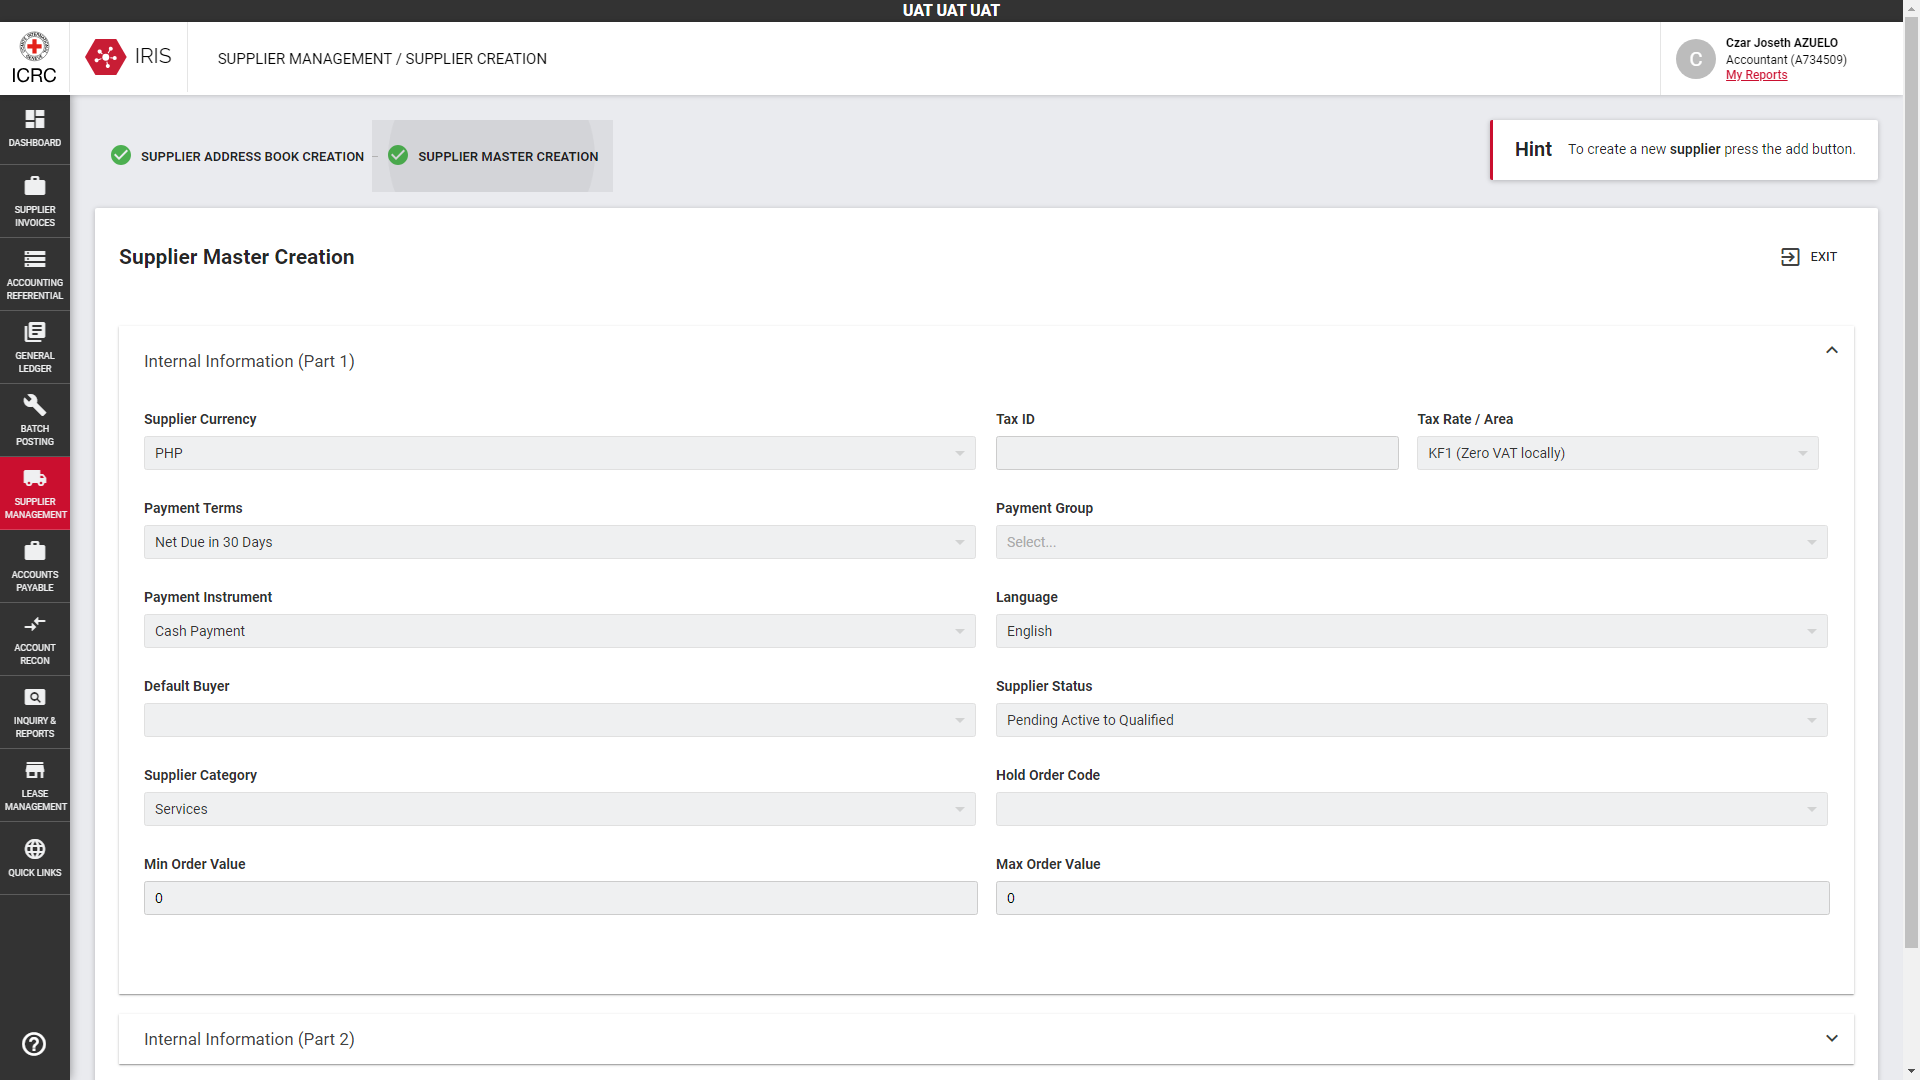 UAT UAT UAT
ICRC
IRIS
SUPPLIER MANAGEMENT / SUPPLIER CREATION
C
Czar Joseth AZUELO
Accountant (A734509)
My Reports
DASHBOARD
SUPPLIER
INVOICES
ACCOUNTING
REFERENTIAL
GENERAL
LEDGER
BATCH
POSTING
SUPPLIER
MANAGEMENT
ACCOUNTS
PAYABLE
ACCOUNT
RECON
INQUIRY &
REPORTS
LEASE
MANAGEMENT
QUICK LINKS
SUPPLIER ADDRESS BOOK CREATION
SUPPLIER MASTER CREATION
Hint To create a new supplier press the add button.
Supplier Master Creation
EXIT
Internal Information (Part 1)
Supplier Currency
PHP
Tax ID
Tax Rate / Area
KF1 (Zero VAT locally)
Payment Terms
Net Due in 30 Days
Payment Group
Select...
Payment Instrument
Cash Payment
Language
English
Default Buyer
Supplier Status
Pending Active to Qualified
Supplier Category
Services
Hold Order Code
Min Order Value
0
Max Order Value
0
Internal Information (Part 2)